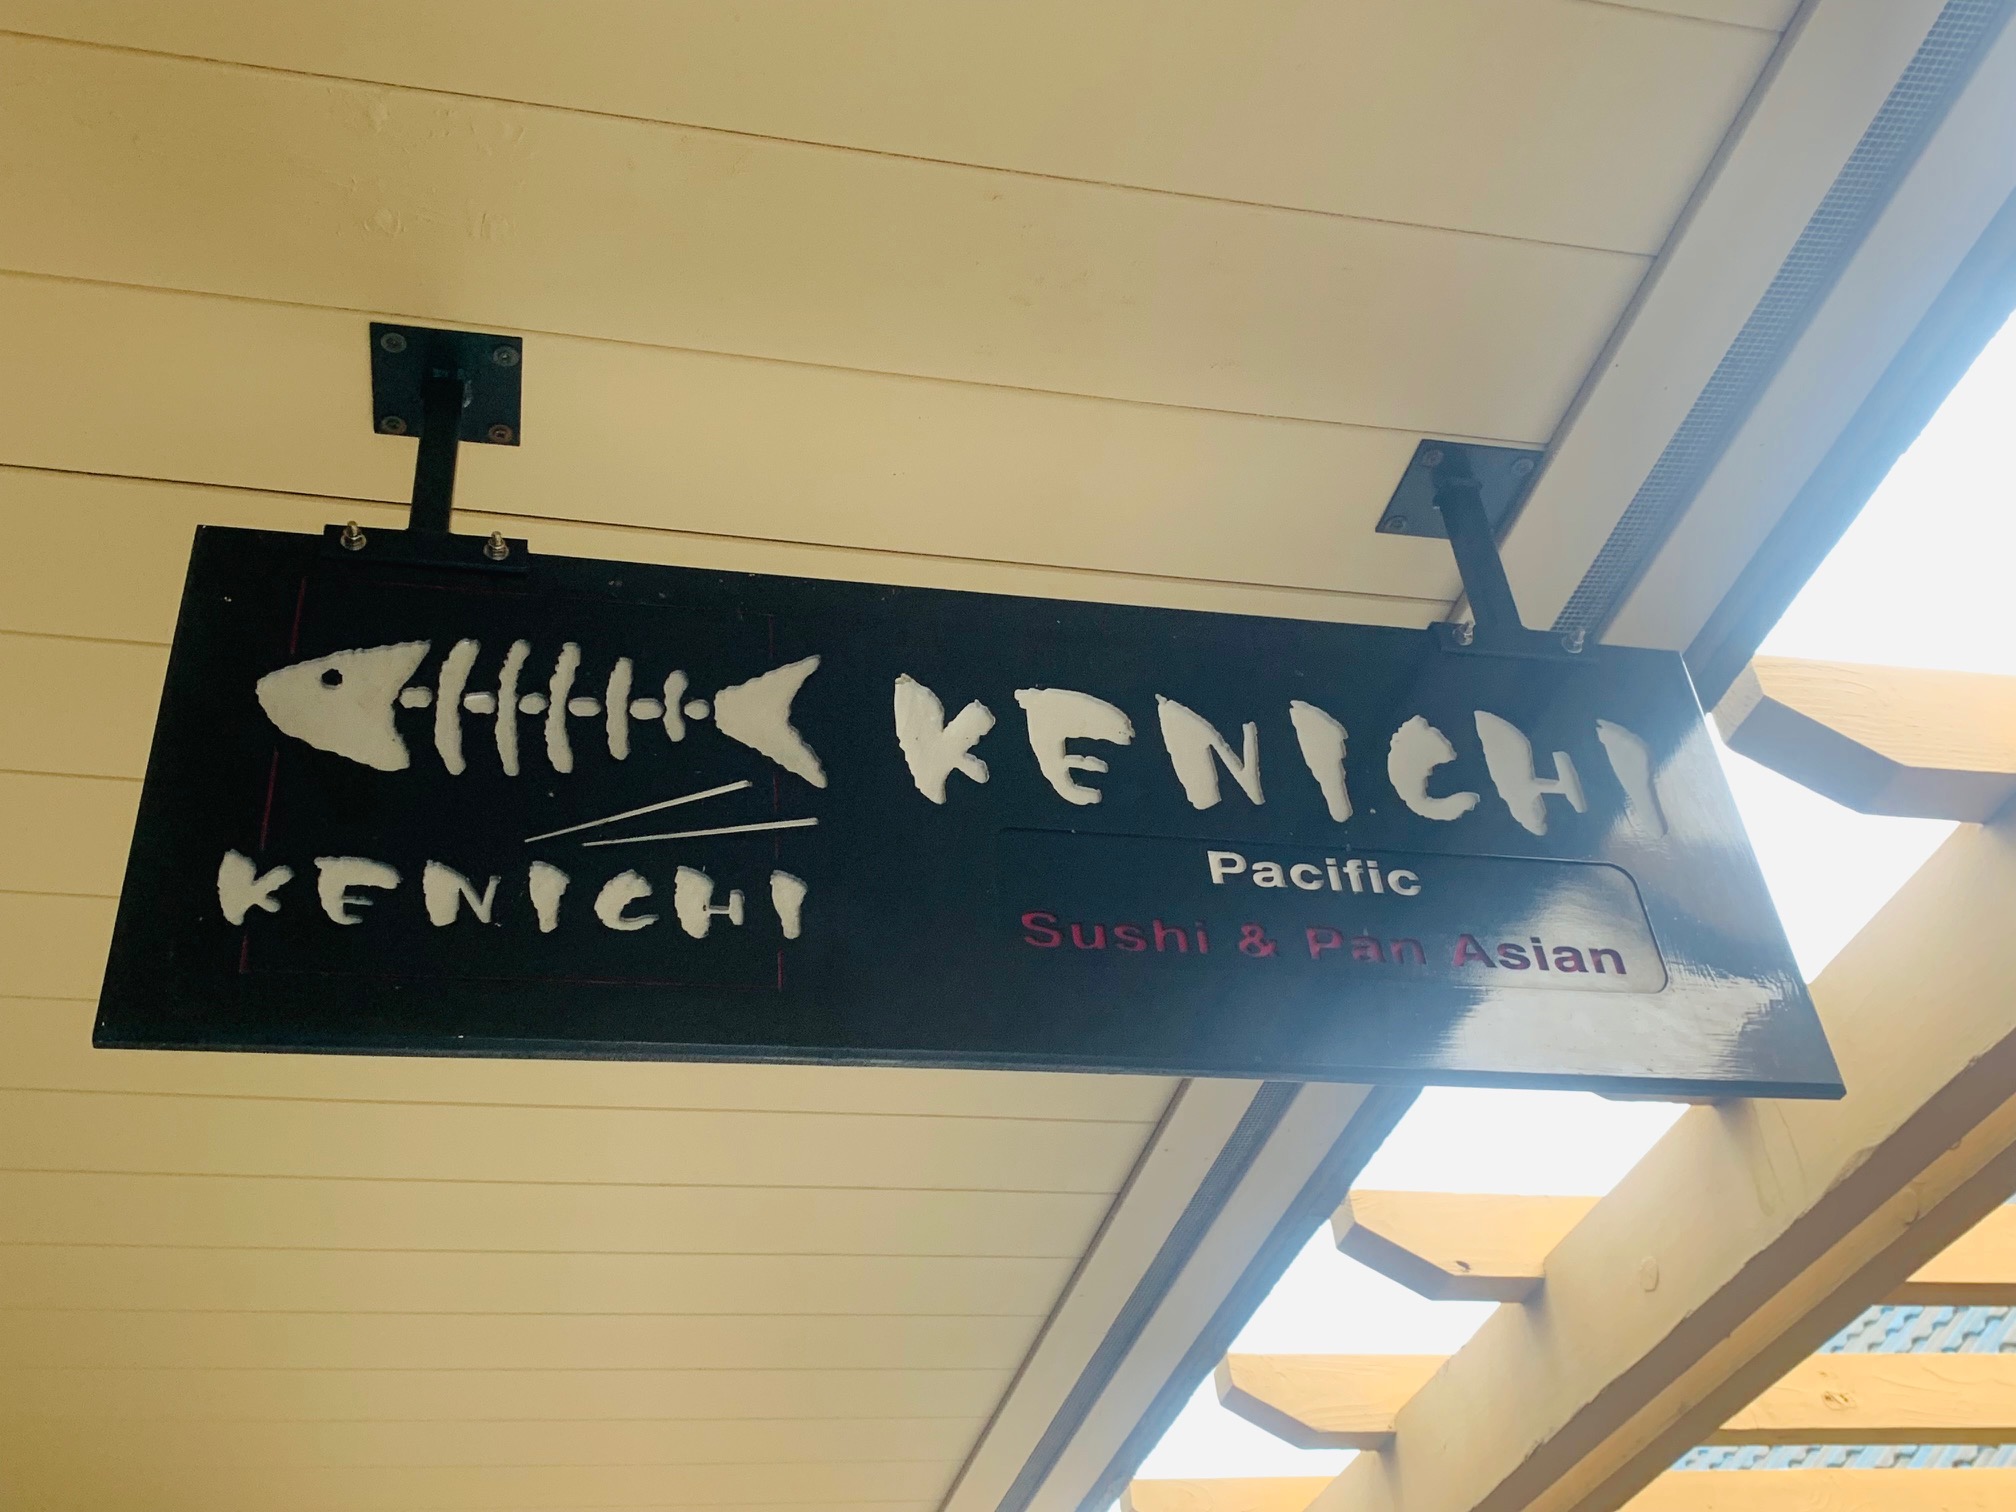 KENICHI
KENICHI
Pacific
Sushi & Pan Asian